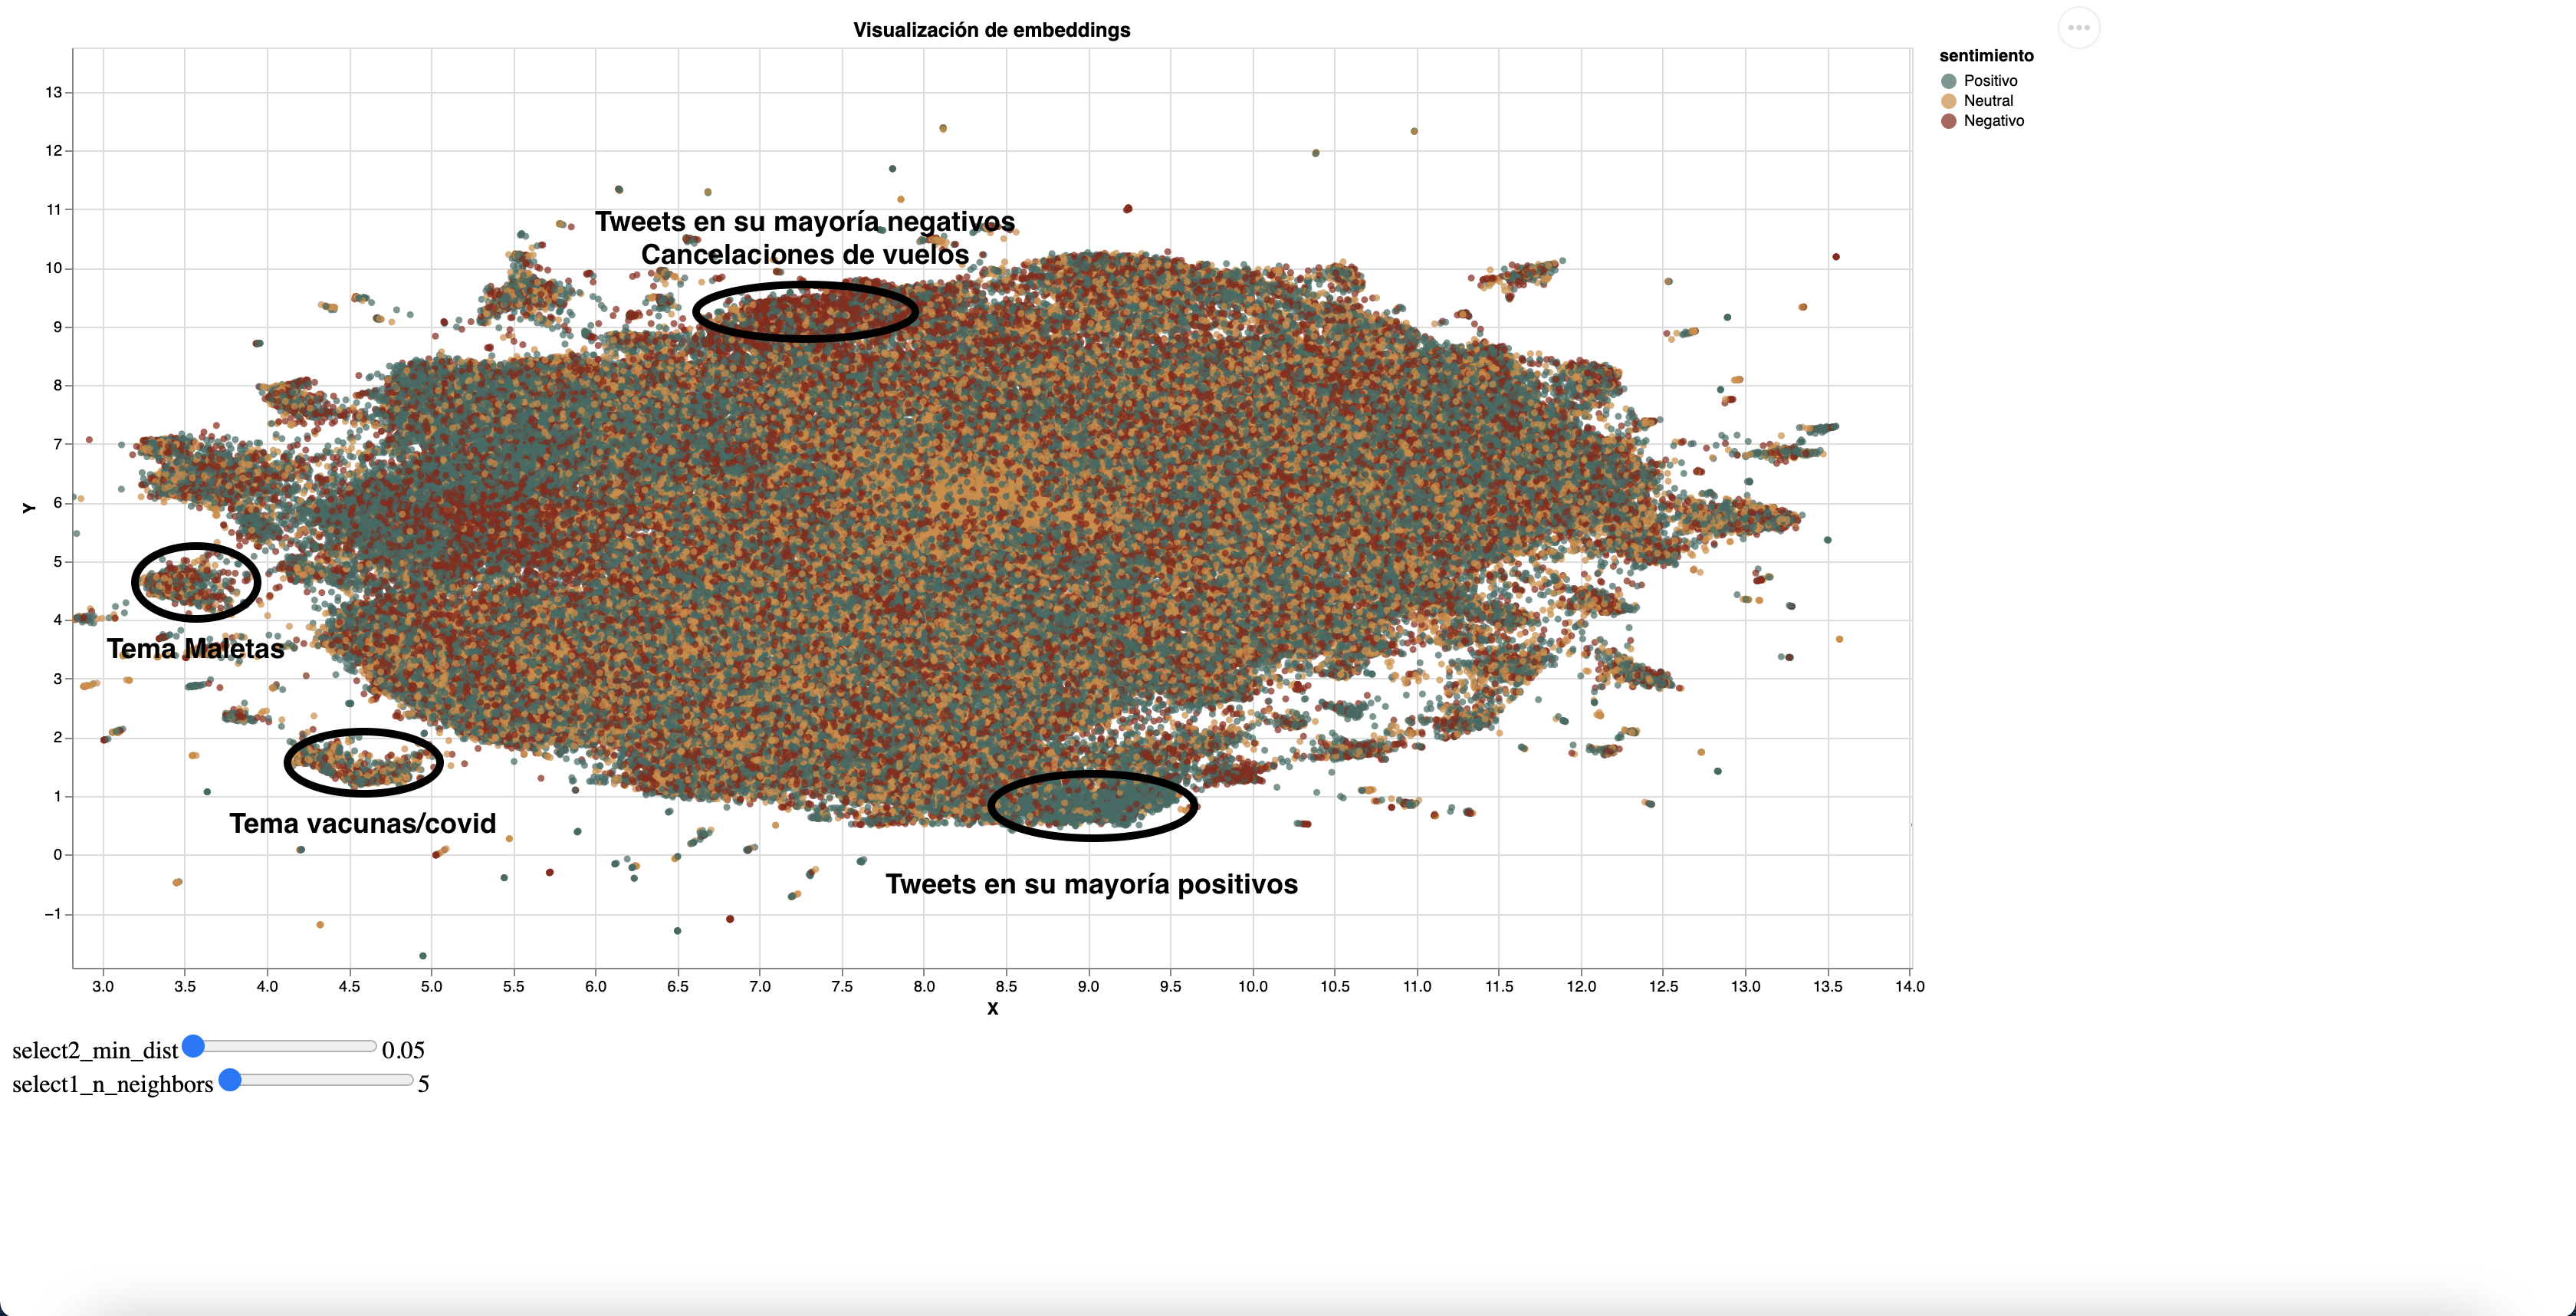 Visualización de embeddings
sentimiento
Positivo
Neutral
Negativo
13
12
11
10
9
8
7
6
5
4
3
2
1
0
−1
Y
Tweets en su mayoría negativos
Cancelaciones de vuelos
Tema Maletas
Tema vacunas/covid
Tweets en su mayoría positivos
3.0 3.5 4.0 4.5 5.0 5.5 6.0 6.5 7.0 7.5 8.0 8.5 9.0 9.5 10.0 10.5 11.0 11.5 12.0 12.5 13.0 13.5 14.0
X
select2_min_dist 0.05
select1_n_neighbors 5